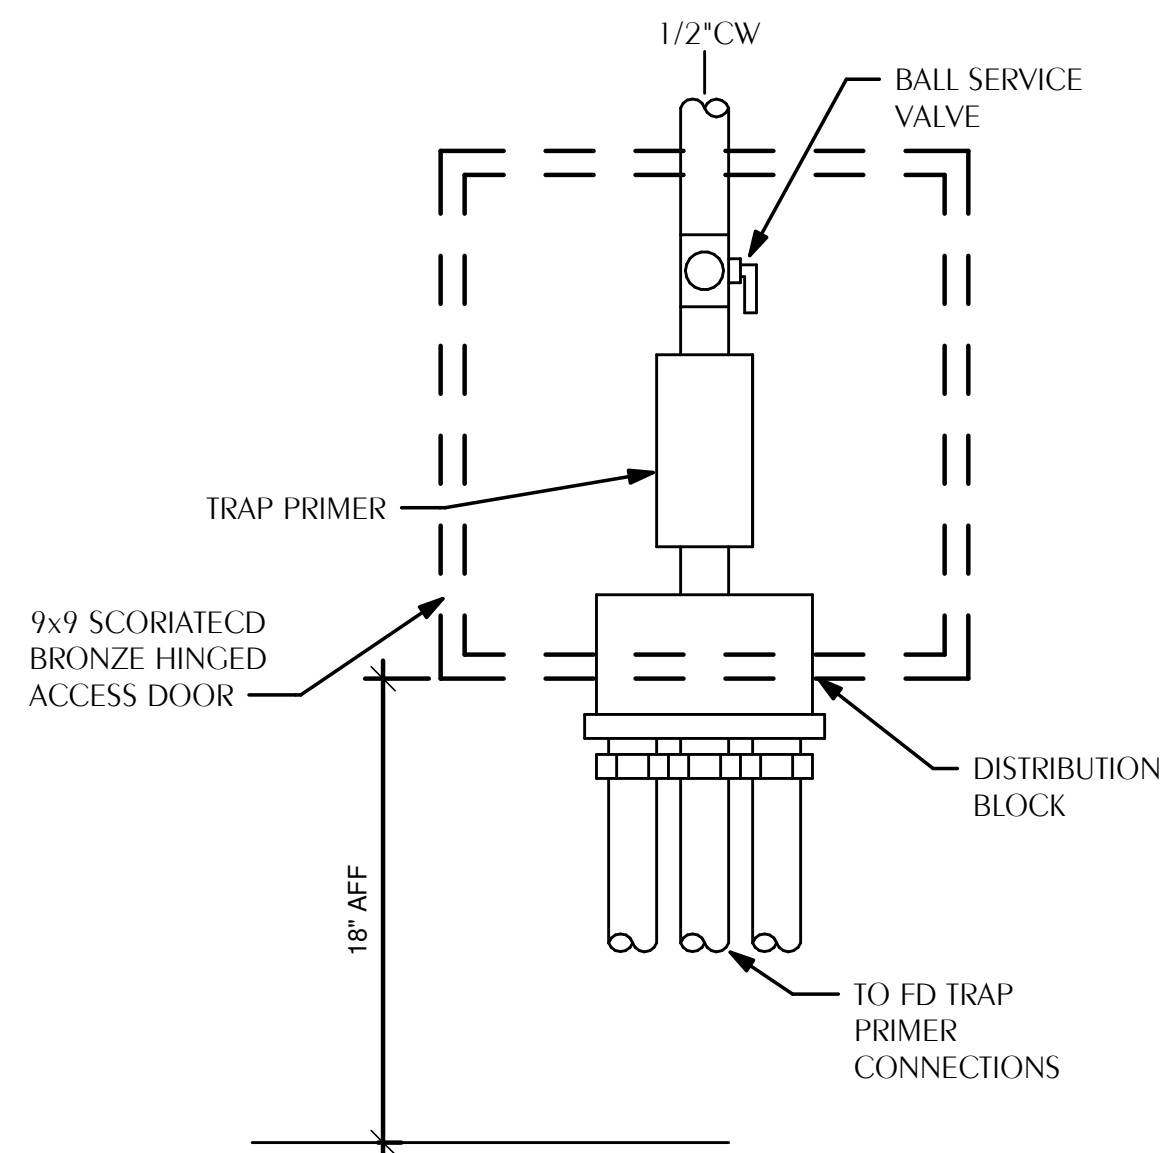 1/2"CW
BALL SERVICE
VALVE
TRAP PRIMER
9x9 SCORIATECD
BRONZE HINGED
ACCESS DOOR
DISTRIBUTION
BLOCK
18" AFF
TO FD TRAP
PRIMER
CONNECTIONS